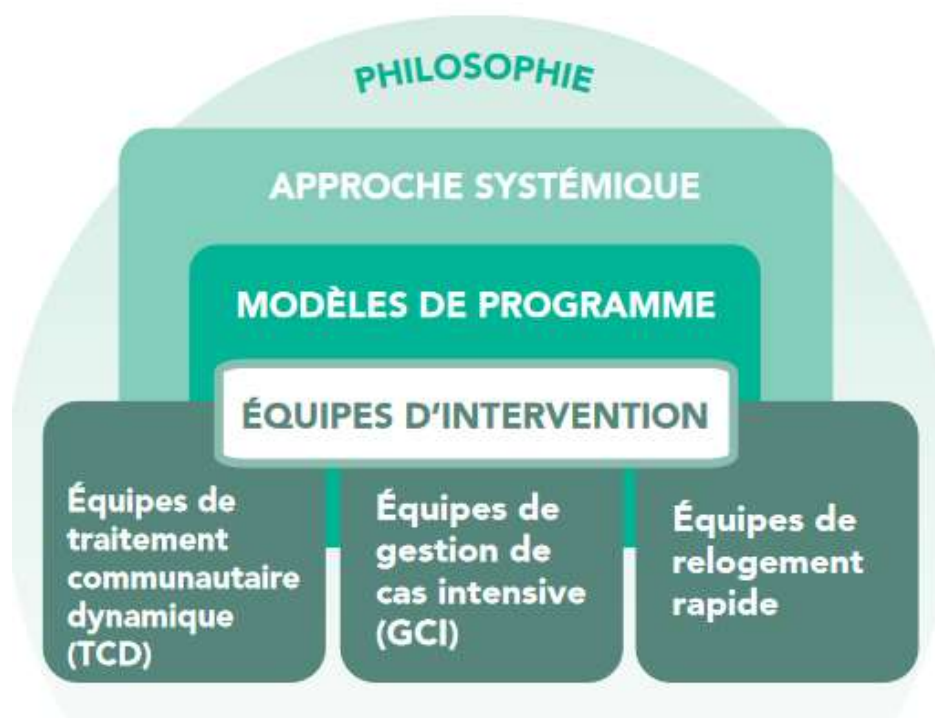 PHILOSOPHIE
APPROCHE SYSTÉMIQUE
MODÈLES DE PROGRAMME
ÉQUIPES D'INTERVENTION
Équipes de
traitement
communautaire
dynamique
(TCD)
Équipes de
gestion de
cas intensive
(GCI)
Équipes de
relogement
rapide